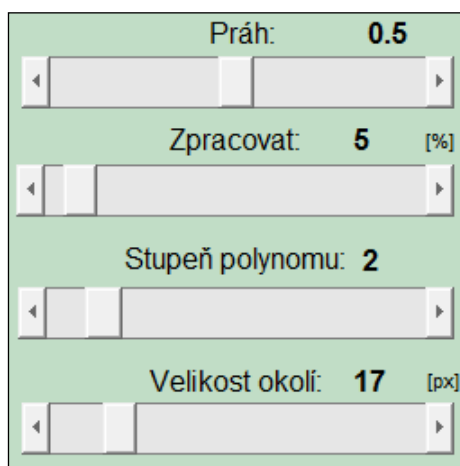 Práh: 0.5
Zpracovat: 5 [%]
Stupeň polynomu: 2
Velikost okolí: 17 [px]